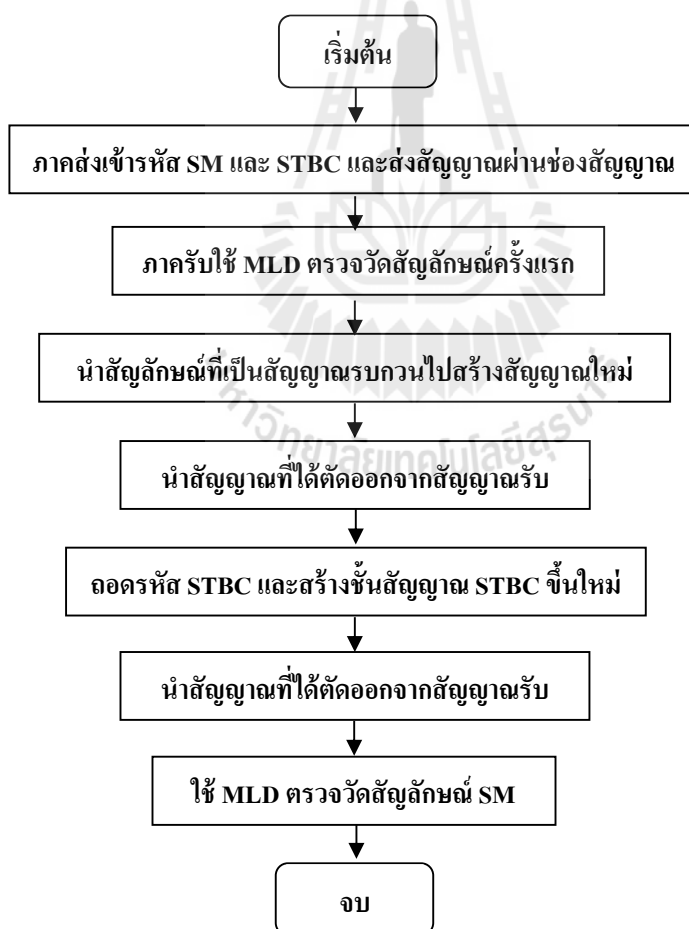 เริ่มต้น
ภาคส่งเข้ารหัส SM และ STBC และส่งสัญญาณผ่านช่องสัญญาณ
ภาครับใช้ MLD ตรวจวัดสัญลักษณ์ครั้งแรก
นำสัญลักษณ์ที่เป็นสัญญาณรบกวนไปสร้างสัญญาณใหม่
นำสัญญาณที่ได้ตัดออกจากสัญญาณรับ
ถอดรหัส STBC และสร้างชั้นสัญญาณ STBC ขึ้นใหม่
นำสัญญาณที่ได้ตัดออกจากสัญญาณรับ
ใช้ MLD ตรวจวัดสัญลักษณ์ SM
จบ